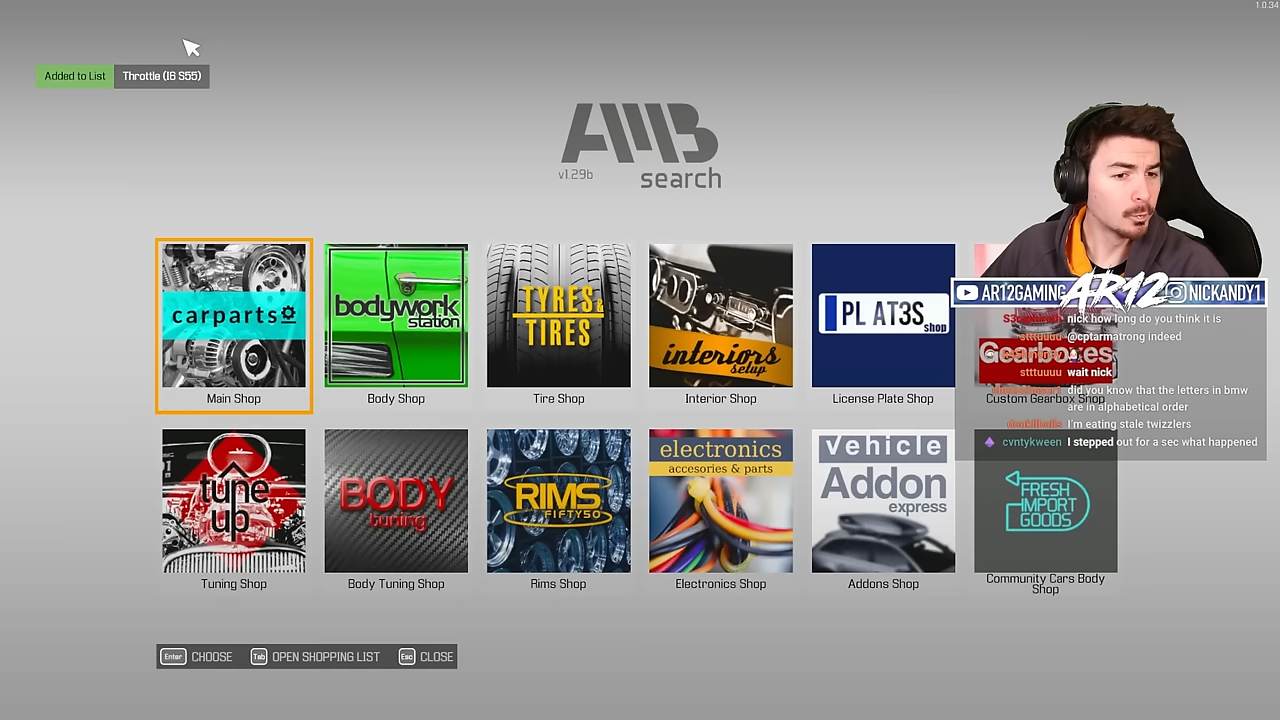 1.0.34
Added to List Throttle (I6 S55)
AMB
v1.29b search
carparts
Main Shop
bodywork
station
Body Shop
TYRES&
TIRES
Tire Shop
interiors
setup
Interior Shop
PL AT3S
shop
License Plate Shop
Gearboxes
Custom Gearbox Shop
AR12GAMING AR12 NICKANDY1
nick how long do you think it is
stttuuuu @cptarmatrong indeed
stttuuuu wait nick
did you know that the letters in bmw
are in alphabetical order
I'm eating stale twizzlers
cvntykween I stepped out for a sec what happened
tune
up
Tuning Shop
BODY
tuning
Body Tuning Shop
RIMS
FIFTY50
Rims Shop
electronics
accesories & parts
Electronics Shop
vehicle
Addon
express
Addons Shop
FRESH
IMPORT
GOODS
Community Cars Body
Shop
Enter CHOOSE Tab OPEN SHOPPING LIST Esc CLOSE